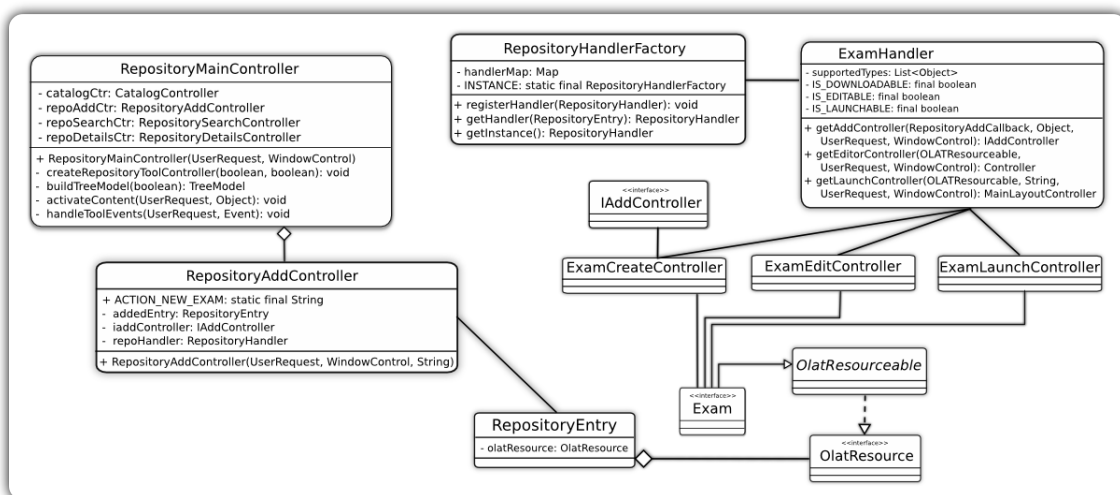 RepositoryMainController
- catalogCtr: CatalogController
- repoAddCtr: RepositoryAddController
- repoSearchCtr: RepositorySearchController
- repoDetailsCtr: RepositoryDetailsController
+ RepositoryMainController(UserRequest, WindowControl)
- createRepositoryToolController(boolean, boolean): void
- buildTreeModel(boolean): TreeModel
- activateContent(UserRequest, Object): void
- handleToolEvents(UserRequest, Event): void
RepositoryHandlerFactory
- handlerMap: Map
- INSTANCE: static final RepositoryHandlerFactory
+ registerHandler(RepositoryHandler): void
+ getHandler(RepositoryEntry): RepositoryHandler
+ getInstance(): RepositoryHandler
ExamHandler
- supportedTypes: List<Object>
- IS_DOWNLOADABLE: final boolean
- IS_EDITABLE: final boolean
- IS_LAUNCHABLE: final boolean
+ getAddController(RepositoryAddCallback, Object,
UserRequest, WindowControl): IAddController
+ getEditorController(OLATResourceable,
UserRequest, WindowControl): Controller
+ getLaunchController(OLATResourcable, String,
UserRequest, WindowControl): MainLayoutController
<<interface>>
IAddController
ExamCreateController
ExamEditController
ExamLaunchController
RepositoryAddController
+ ACTION_NEW_EXAM: static final String
- addedEntry: RepositoryEntry
- iaddController: IAddController
- repoHandler: RepositoryHandler
+ RepositoryAddController(UserRequest, WindowControl, String)
OlatResourceable
<<interface>>
Exam
RepositoryEntry
- olatResource: OlatResource
<<interface>>
OlatResource